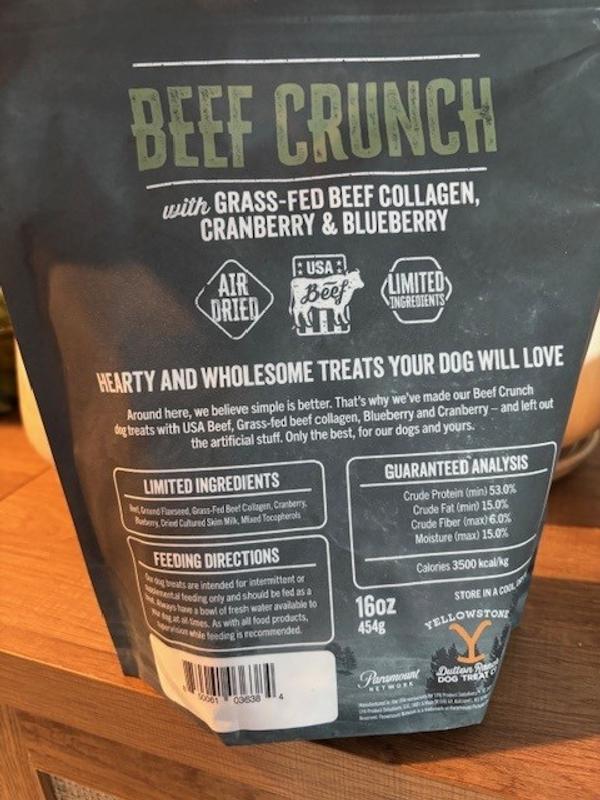 BEEF CRUNCH
with GRASS-FED BEEF COLLAGEN,
CRANBERRY & BLUEBERRY
AIR
DRIED
USA
Beef
LIMITED
INGREDIENTS
HEARTY AND WHOLESOME TREATS YOUR DOG WILL LOVE
Around here, we believe simple is better. That's why we've made our Beef Crunch
dog treats with USA Beef, Grass-fed beef collagen, Blueberry and Cranberry – and left out
the artificial stuff. Only the best, for our dogs and yours.
LIMITED INGREDIENTS
Beef, Ground Flaxseed, Grass-Fed Beef Collagen, Cranberry,
Blueberry, Dried Cultured Skim Milk, Mixed Tocopherols
FEEDING DIRECTIONS
Our dog treats are intended for intermittent or
supplemental feeding only and should be fed as a
treat. Always have a bowl of fresh water available to
your dog at all times. As with all food products,
supervision while feeding is recommended.
GUARANTEED ANALYSIS
Crude Protein (min) 53.0%
Crude Fat (min) 15.0%
Crude Fiber (max) 6.0%
Moisture (max) 15.0%
Calories 3500 kcal/kg
STORE IN A COOL,
16oz
454g
YELLOWSTONE
Y
Dutton Ranch
DOG TREAT CO
Paramount
NETWORK
50061 03638 4